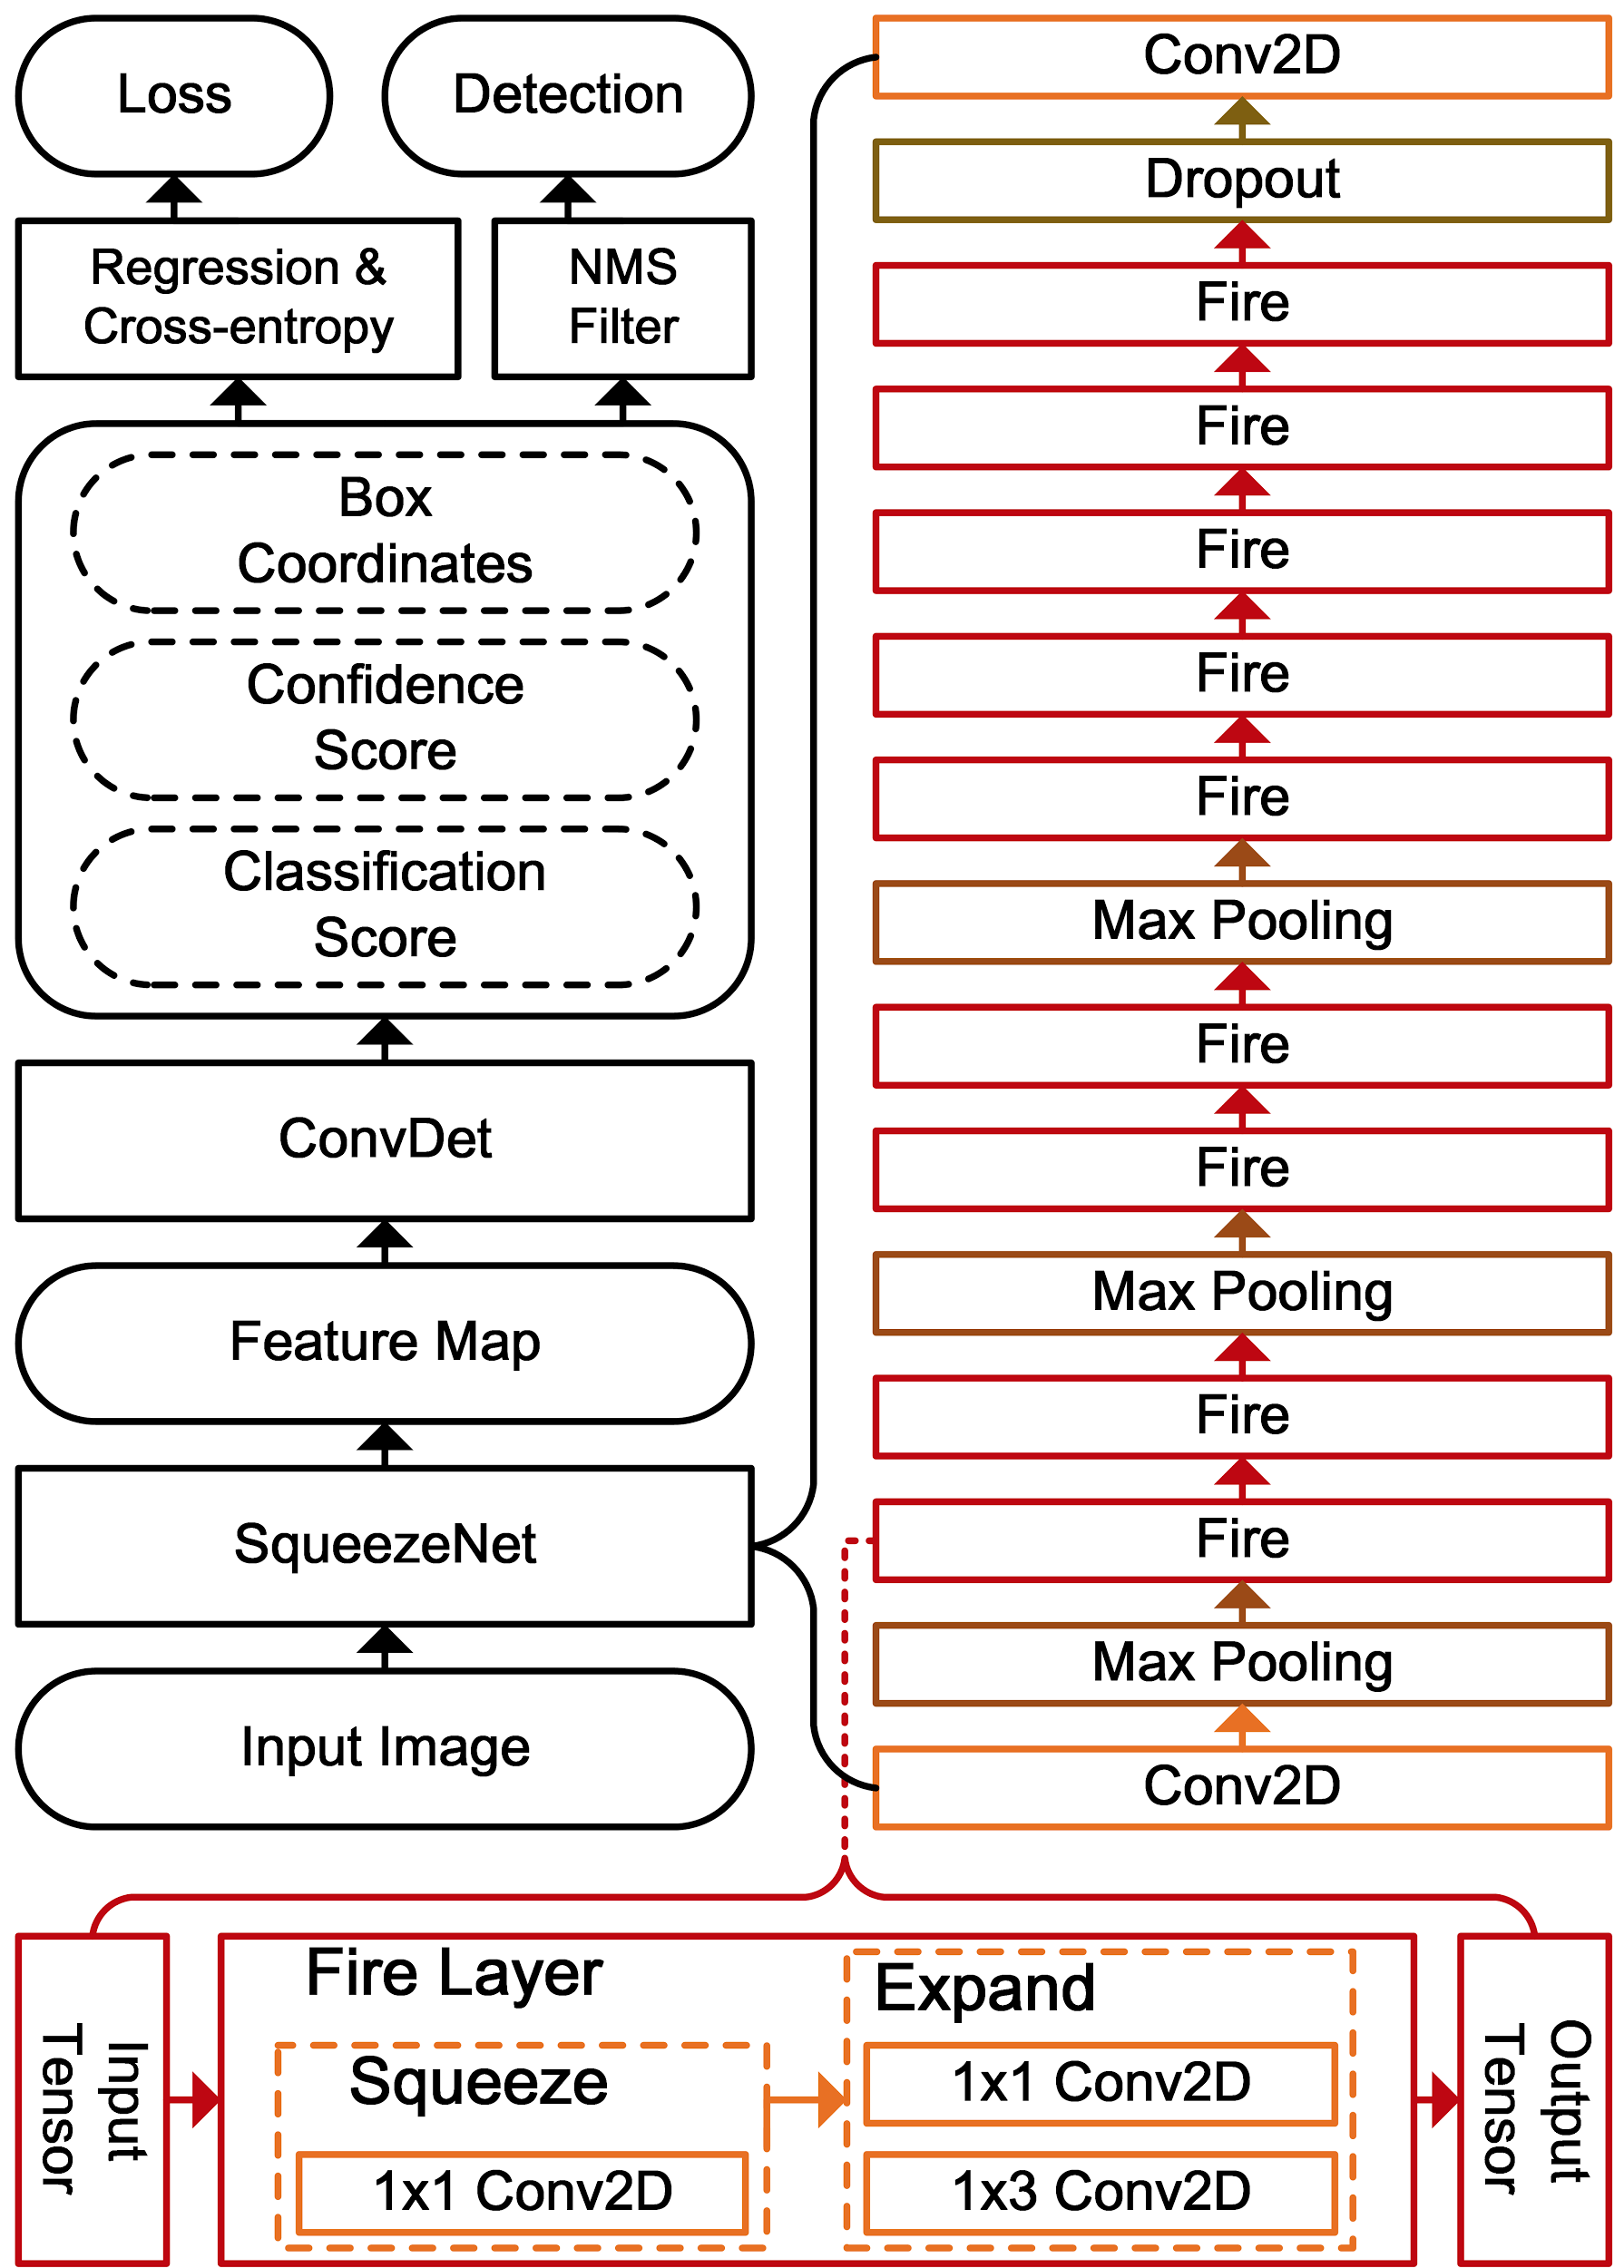 Loss
Detection
Regression &
Cross-entropy
NMS
Filter
Box
Coordinates
Confidence
Score
Classification
Score
ConvDet
Feature Map
SqueezeNet
Input Image
Conv2D
Dropout
Fire
Fire
Fire
Fire
Fire
Max Pooling
Fire
Fire
Max Pooling
Fire
Fire
Max Pooling
Conv2D
Input
Tensor
Fire Layer
Squeeze
1x1 Conv2D
Expand
1x1 Conv2D
1x3 Conv2D
Output
Tensor